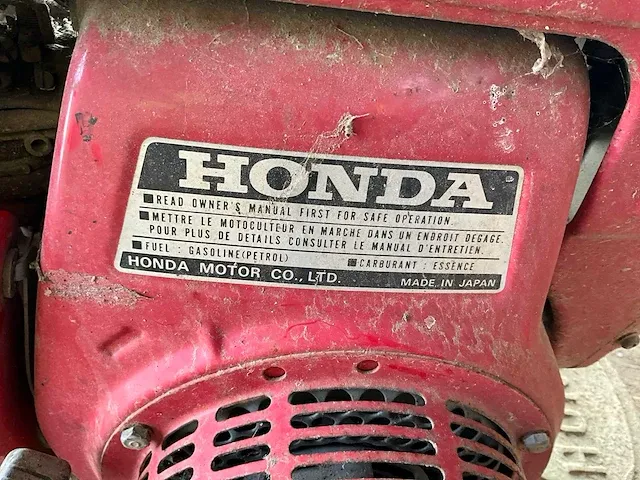 HONDA
■READ OWNER'S MANUAL FIRST FOR SAFE OPERATION.
■METTRE LE MOTOCULTEUR EN MARCHE DANS UN ENDROIT DEGAGE.
POUR PLUS DE DETAILS CONSULTER LE MANUAL D'ENTRETIEN.
■FUEL : GASOLINE(PETROL) ■CARBURANT : ESSENCE
HONDA MOTOR CO., LTD. MADE IN JAPAN